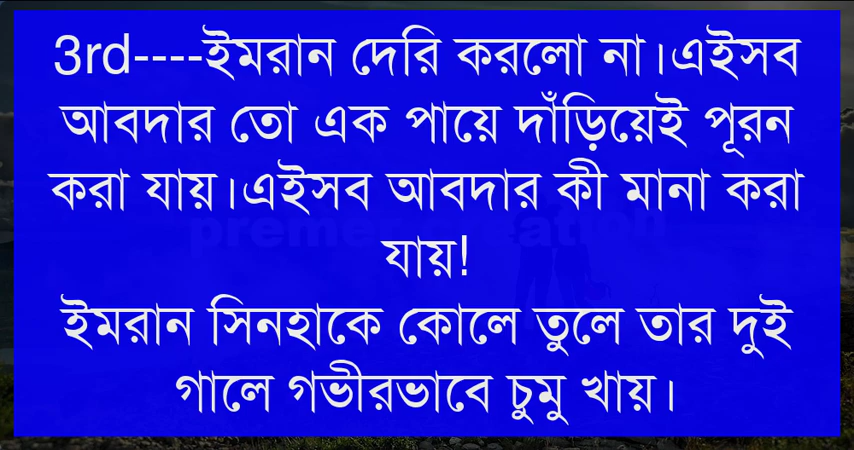 3rd----ইমরান দেরি করলো না।এইসব
আবদার তো এক পায়ে দাঁড়িয়েই পূরন
করা যায়।এইসব আবদার কী মানা করা
যায়!
ইমরান সিনহাকে কোলে তুলে তার দুই
গালে গভীরভাবে চুমু খায়।